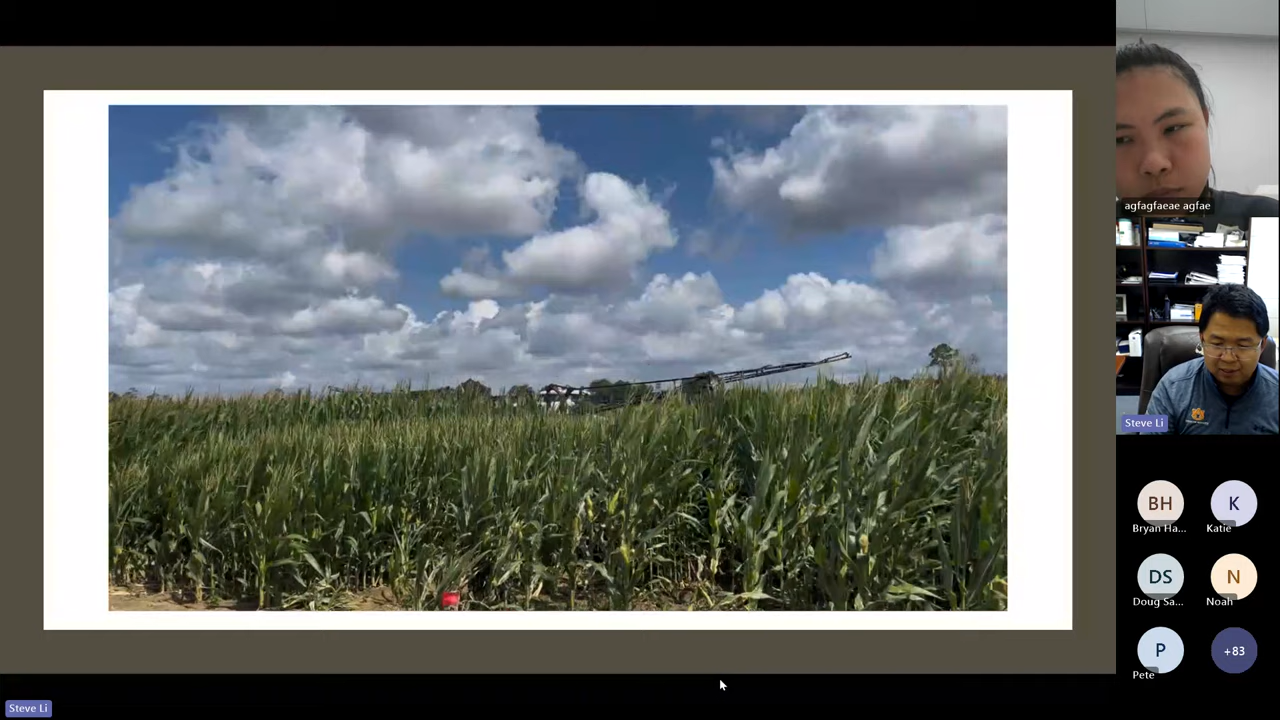 agfagfaeae agfae
Steve Li
BH
Bryan Ha...
K
Katie
DS
Doug Sa...
N
Noah
P
Pete
+83
Steve Li